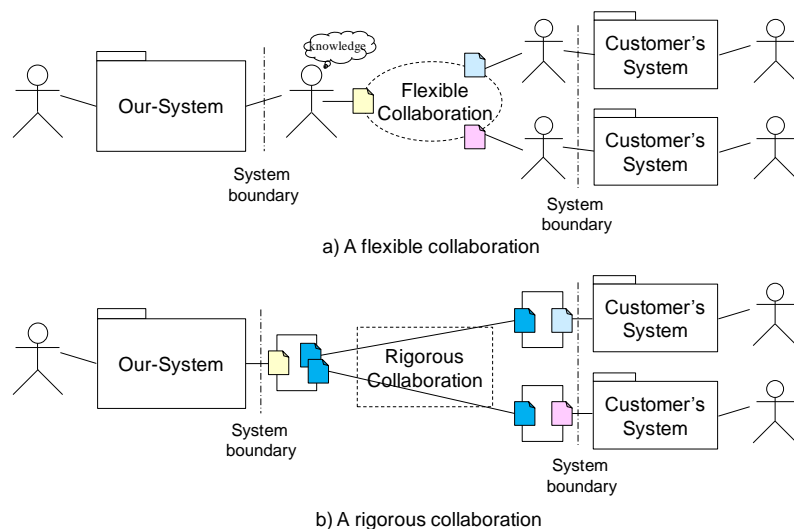 knowledge
Our-System
Flexible
Collaboration
Customer's
System
Customer's
System
System
boundary
System
boundary
a) A flexible collaboration
Our-System
Rigorous
Collaboration
Customer's
System
Customer's
System
System
boundary
System
boundary
b) A rigorous collaboration